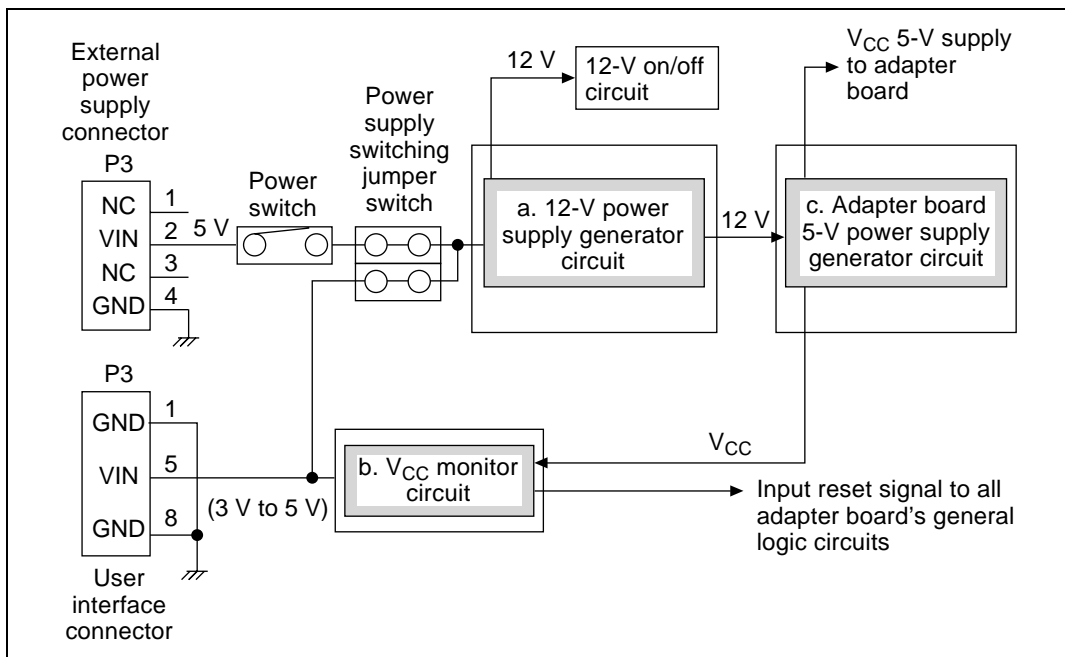 External
power
supply
connector
P3
NC 1
VIN 2 5 V
NC 3
GND 4
Power
switch
Power
supply
switching
jumper
switch
12 V
12-V on/off
circuit
a. 12-V power
supply generator
circuit
12 V
VCC 5-V supply
to adapter
board
c. Adapter board
5-V power supply
generator circuit
P3
GND 1
VIN 5
GND 8
(3 V to 5 V)
User
interface
connector
b. VCC monitor
circuit
VCC
Input reset signal to all
adapter board’s general
logic circuits